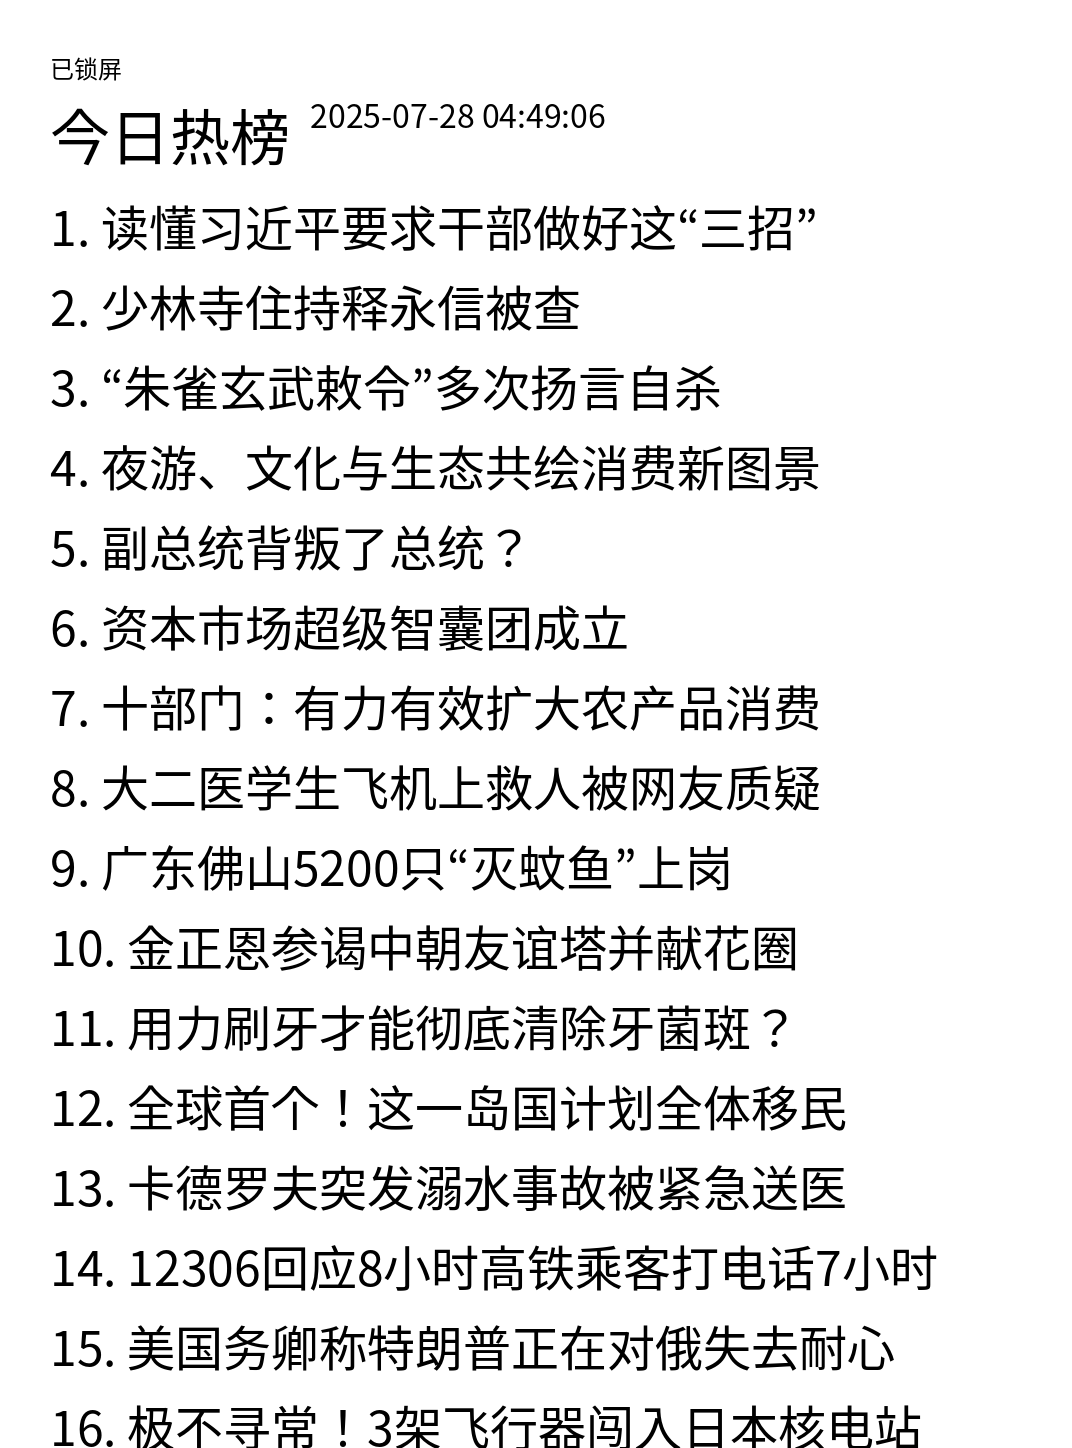 已锁屏
今日热榜 2025-07-28 04:49:06
1. 读懂习近平要求干部做好这“三招”
2. 少林寺住持释永信被查
3. “朱雀玄武敕令”多次扬言自杀
4. 夜游、文化与生态共绘消费新图景
5. 副总统背叛了总统？
6. 资本市场超级智囊团成立
7. 十部门：有力有效扩大农产品消费
8. 大二医学生飞机上救人被网友质疑
9. 广东佛山5200只“灭蚊鱼”上岗
10. 金正恩参谒中朝友谊塔并献花圈
11. 用力刷牙才能彻底清除牙菌斑？
12. 全球首个！这一岛国计划全体移民
13. 卡德罗夫突发溺水事故被紧急送医
14. 12306回应8小时高铁乘客打电话7小时
15. 美国务卿称特朗普正在对俄失去耐心
16. 极不寻常！3架飞行器闯入日本核电站